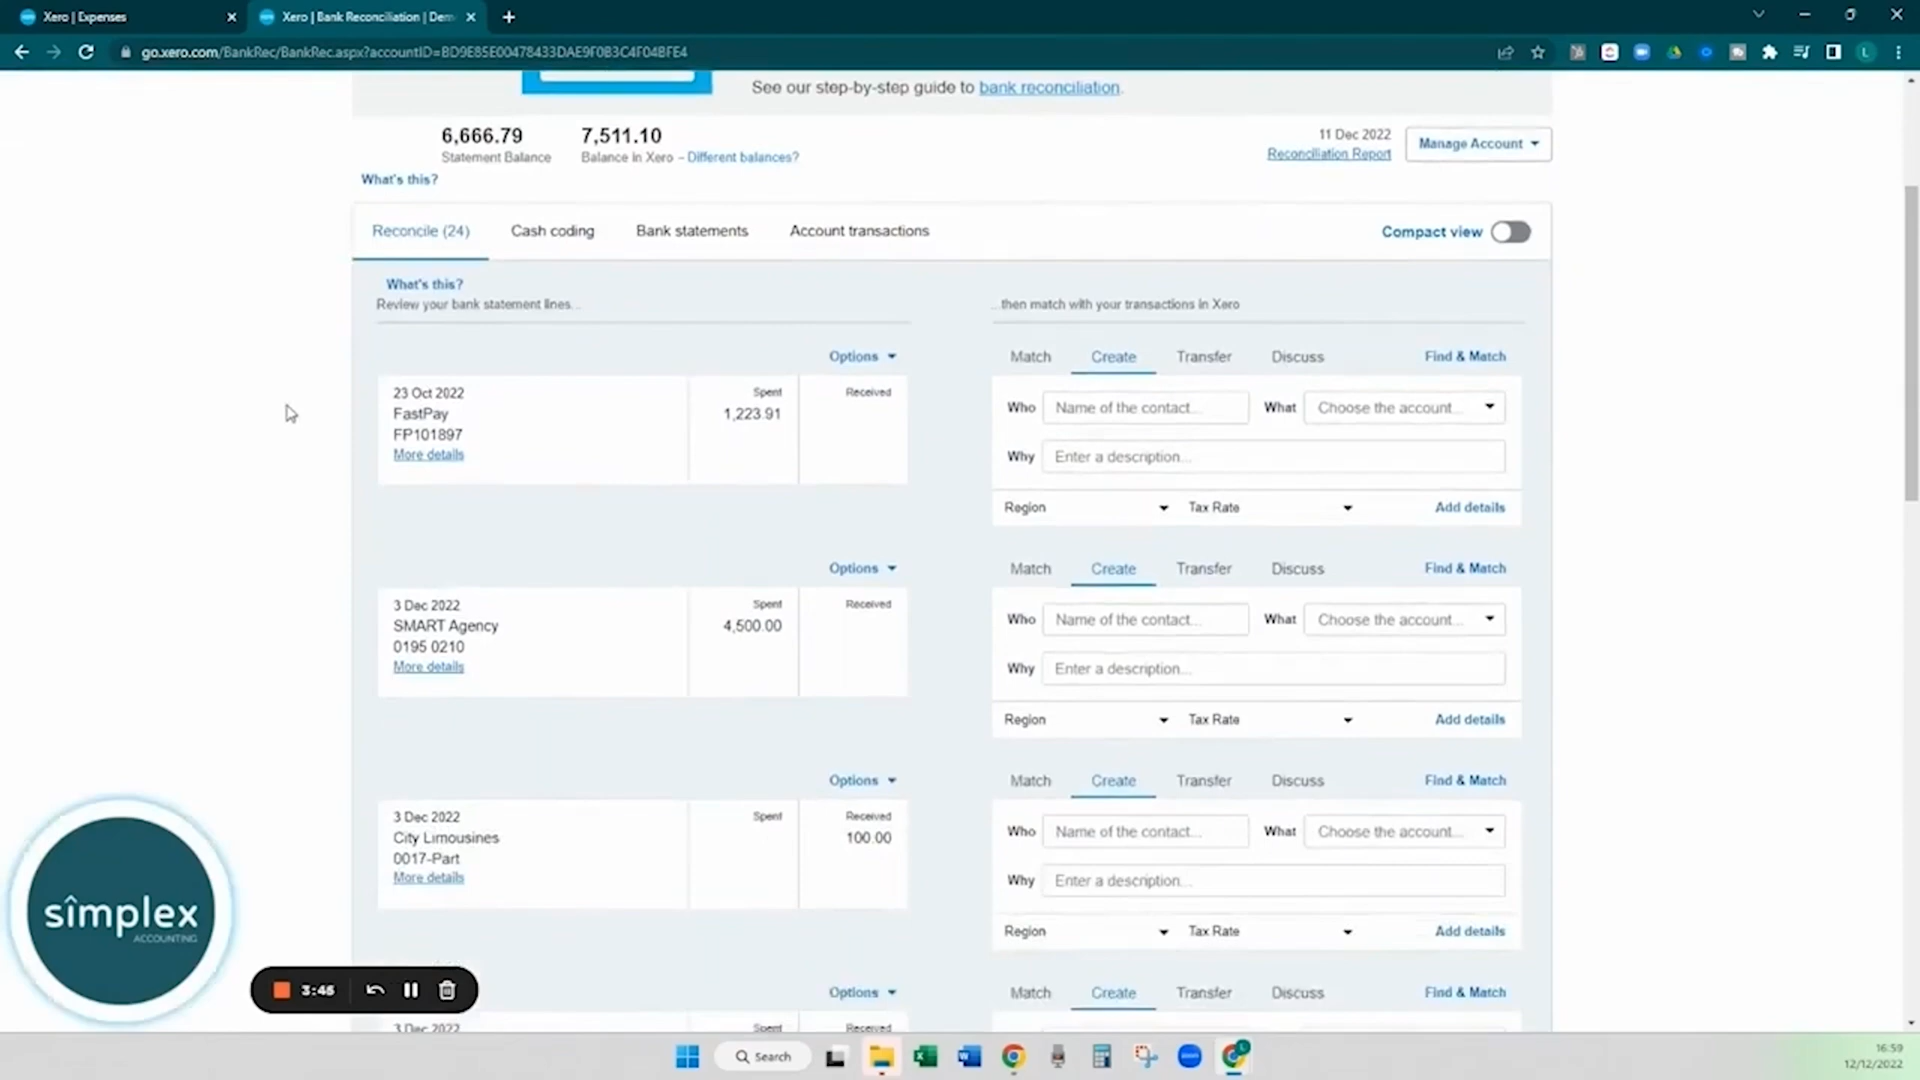 Xero | Expenses
Xero | Bank Reconciliation | Dem
go.xero.com/BankRec/BankRec.aspx?accountID=BD9E85E00478433DAE9F0B3C4F04BFE4
L
See our step-by-step guide to bank reconciliation.
6,666.79
Statement Balance
7,511.10
Balance in Xero - Different balances?
11 Dec 2022
Reconciliation Report
Manage Account
What's this?
Reconcile (24)
Cash coding
Bank statements
Account transactions
Compact view
What's this?
Review your bank statement lines...
...then match with your transactions in Xero
Options
Match Create Transfer Discuss Find & Match
23 Oct 2022
FastPay
FP101897
More details
Spent
1,223.91
Received
Who Name of the contact... What Choose the account...
Why Enter a description...
Region Tax Rate Add details
Options
Match Create Transfer Discuss Find & Match
3 Dec 2022
SMART Agency
0195 0210
More details
Spent
4,500.00
Received
Who Name of the contact... What Choose the account...
Why Enter a description...
Region Tax Rate Add details
Options
Match Create Transfer Discuss Find & Match
3 Dec 2022
City Limousines
0017-Part
More details
Spent
Received
100.00
Who Name of the contact... What Choose the account...
Why Enter a description...
Region Tax Rate Add details
Options
Match Create Transfer Discuss Find & Match
3 Dec 2022
Spent
Received
sîmplex
ACCOUNTING
3:46
Search
16:59
12/12/2022